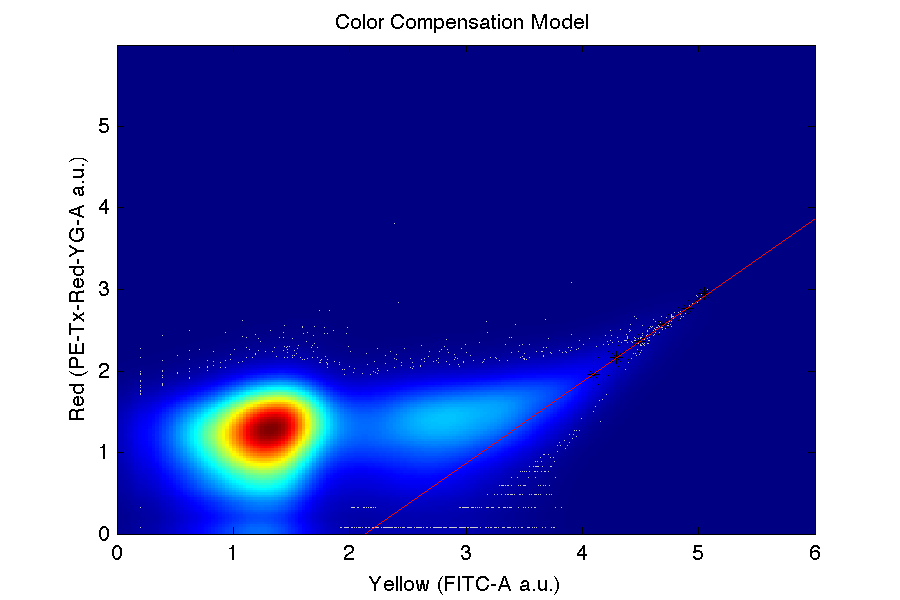 Color Compensation Model
Red (PE-Tx-Red-YG-A a.u.)
5
4
3
2
1
0
0 1 2 3 4 5 6
Yellow (FITC-A a.u.)